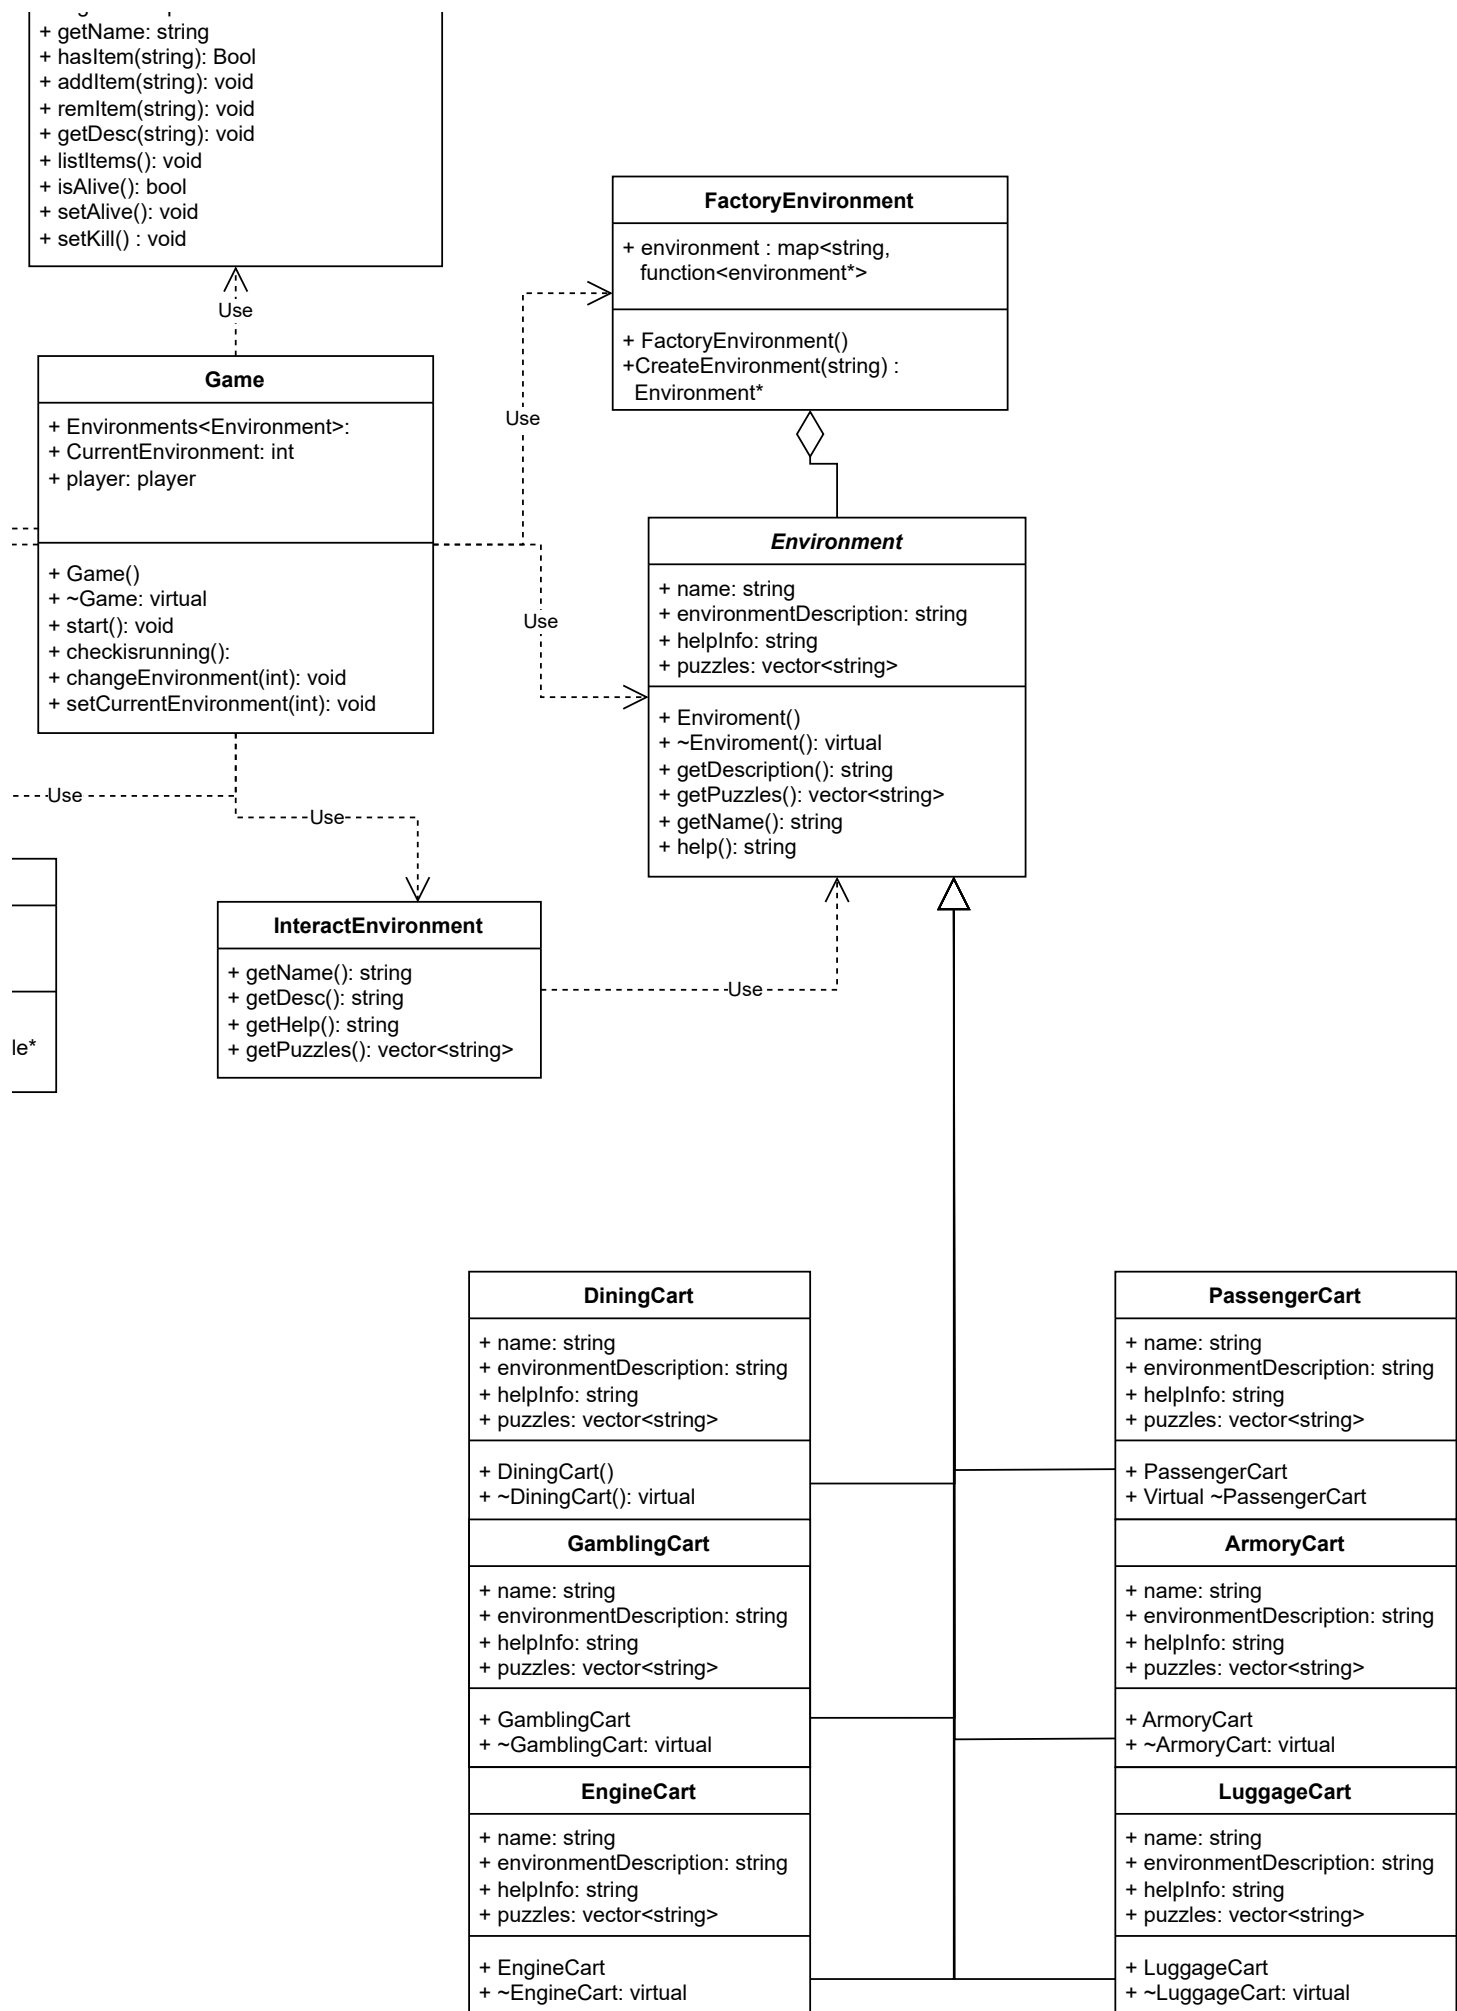 + getName: string
+ hasItem(string): Bool
+ addItem(string): void
+ remItem(string): void
+ getDesc(string): void
+ listItems(): void
+ isAlive(): bool
+ setAlive(): void
+ setKill() : void
Use
Game
+ Environments<Environment>:
+ CurrentEnvironment: int
+ player: player
+ Game()
+ ~Game: virtual
+ start(): void
+ checkisrunning():
+ changeEnvironment(int): void
+ setCurrentEnvironment(int): void
FactoryEnvironment
+ environment : map<string,
function<environment*>
+ FactoryEnvironment()
+CreateEnvironment(string) :
Environment*
Use
Use
Environment
+ name: string
+ environmentDescription: string
+ helpInfo: string
+ puzzles: vector<string>
+ Enviroment()
+ ~Enviroment(): virtual
+ getDescription(): string
+ getPuzzles(): vector<string>
+ getName(): string
+ help(): string
Use
Use
InteractEnvironment
+ getName(): string
+ getDesc(): string
+ getHelp(): string
+ getPuzzles(): vector<string>
Use
le*
DiningCart
+ name: string
+ environmentDescription: string
+ helpInfo: string
+ puzzles: vector<string>
+ DiningCart()
+ ~DiningCart(): virtual
GamblingCart
+ name: string
+ environmentDescription: string
+ helpInfo: string
+ puzzles: vector<string>
+ GamblingCart
+ ~GamblingCart: virtual
EngineCart
+ name: string
+ environmentDescription: string
+ helpInfo: string
+ puzzles: vector<string>
+ EngineCart
+ ~EngineCart: virtual
PassengerCart
+ name: string
+ environmentDescription: string
+ helpInfo: string
+ puzzles: vector<string>
+ PassengerCart
+ Virtual ~PassengerCart
ArmoryCart
+ name: string
+ environmentDescription: string
+ helpInfo: string
+ puzzles: vector<string>
+ ArmoryCart
+ ~ArmoryCart: virtual
LuggageCart
+ name: string
+ environmentDescription: string
+ helpInfo: string
+ puzzles: vector<string>
+ LuggageCart
+ ~LuggageCart: virtual